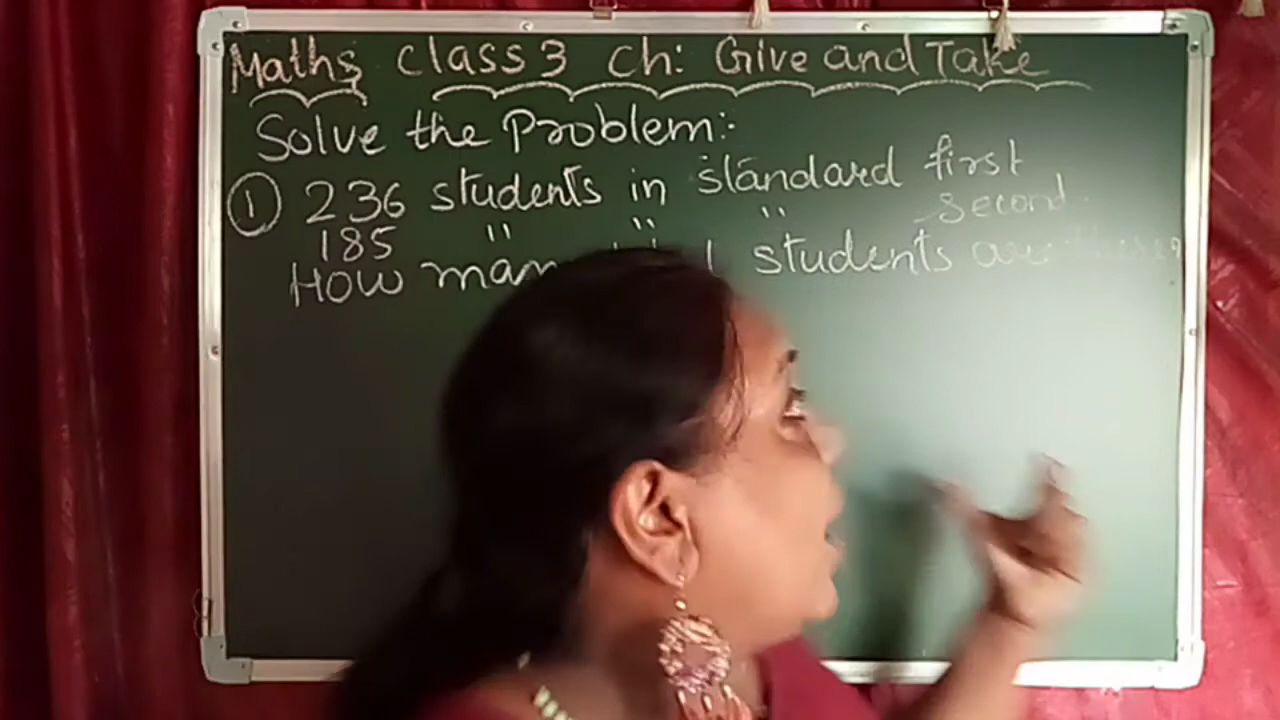 Maths class 3 ch: Give and Take
Solve the Problem:-
① 236 students in standard first
185 " " " second.
How students are